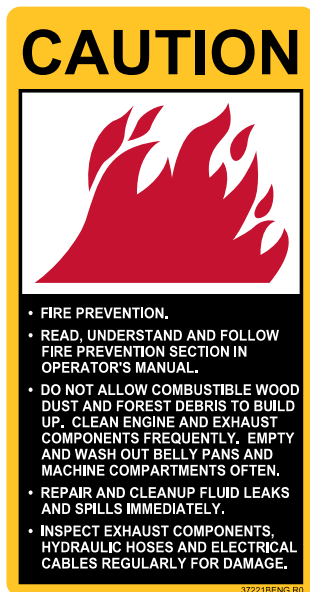 CAUTION
• FIRE PREVENTION.
• READ, UNDERSTAND AND FOLLOW
FIRE PREVENTION SECTION IN
OPERATOR'S MANUAL.
• DO NOT ALLOW COMBUSTIBLE WOOD
DUST AND FOREST DEBRIS TO BUILD
UP. CLEAN ENGINE AND EXHAUST
COMPONENTS FREQUENTLY. EMPTY
AND WASH OUT BELLY PANS AND
MACHINE COMPARTMENTS OFTEN.
• REPAIR AND CLEANUP FLUID LEAKS
AND SPILLS IMMEDIATELY.
• INSPECT EXHAUST COMPONENTS,
HYDRAULIC HOSES AND ELECTRICAL
CABLES REGULARLY FOR DAMAGE.
37221BENG R0